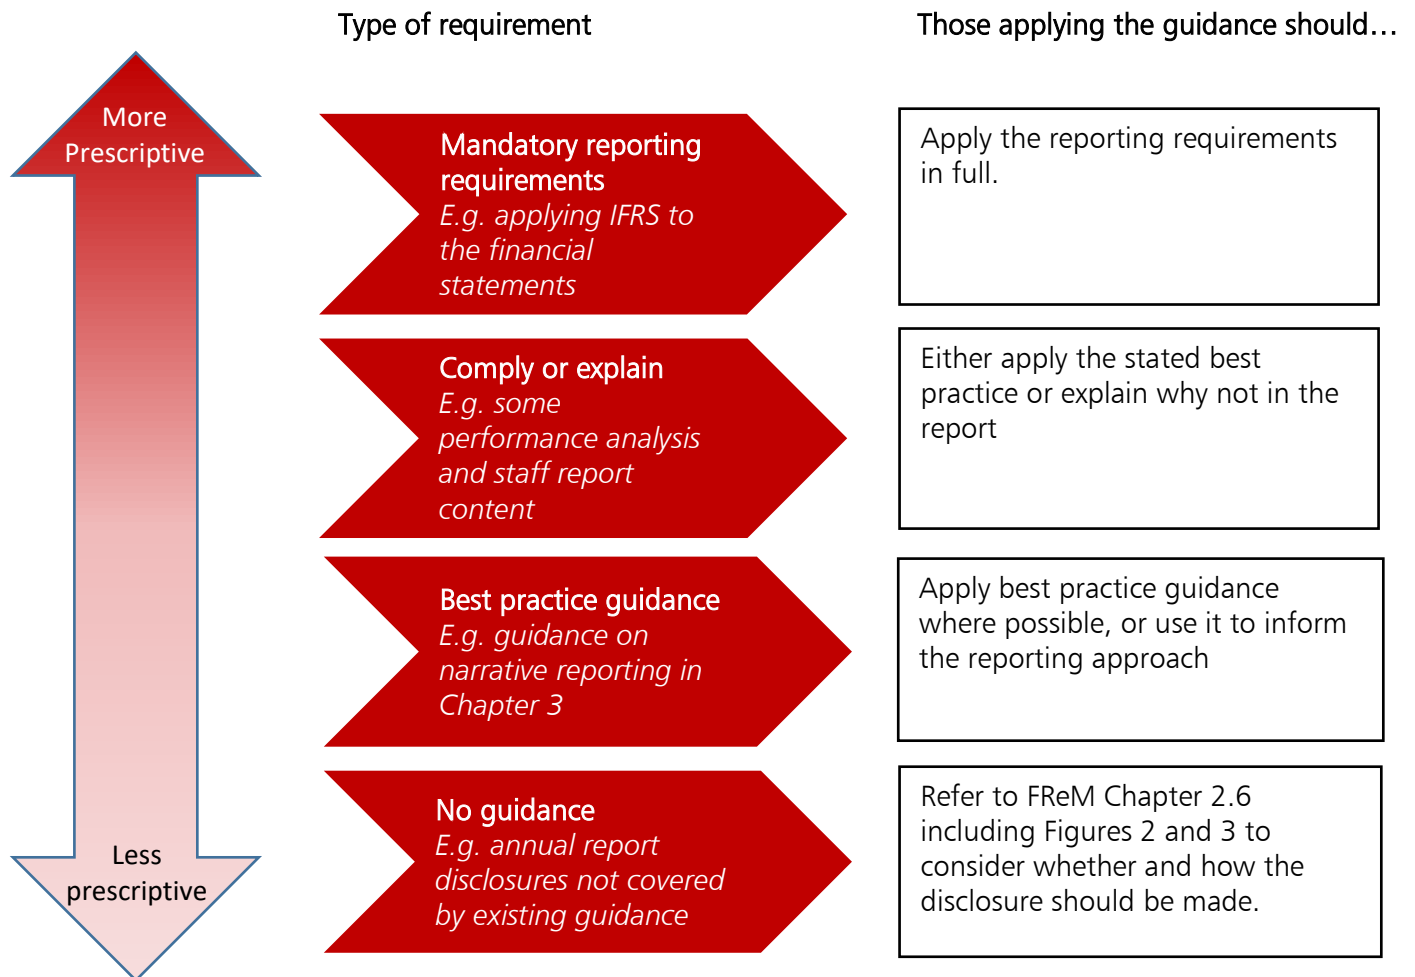 Type of requirement
Those applying the guidance should...
More
Prescriptive
Mandatory reporting
requirements
E.g. applying IFRS to
the financial
statements
Apply the reporting requirements
in full.
Comply or explain
E.g. some
performance analysis
and staff report
content
Either apply the stated best
practice or explain why not in the
report
Best practice guidance
E.g. guidance on
narrative reporting in
Chapter 3
Apply best practice guidance
where possible, or use it to inform
the reporting approach
No guidance
E.g. annual report
disclosures not covered
by existing guidance
Refer to FReM Chapter 2.6
including Figures 2 and 3 to
consider whether and how the
disclosure should be made.
Less
prescriptive